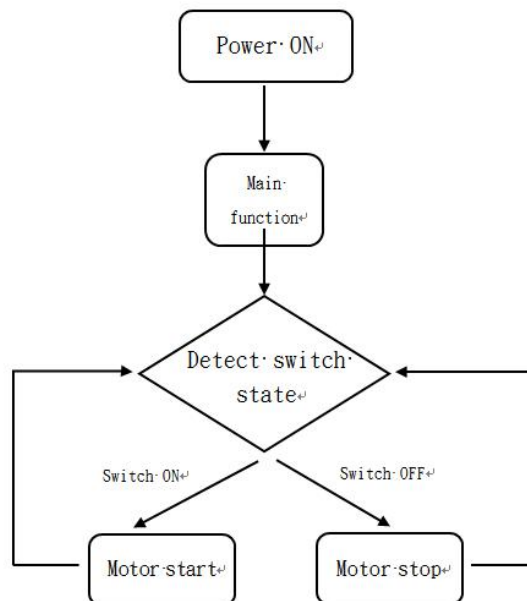 Power ON
Main
function
Detect switch
state
Switch ON
Switch OFF
Motor start
Motor stop